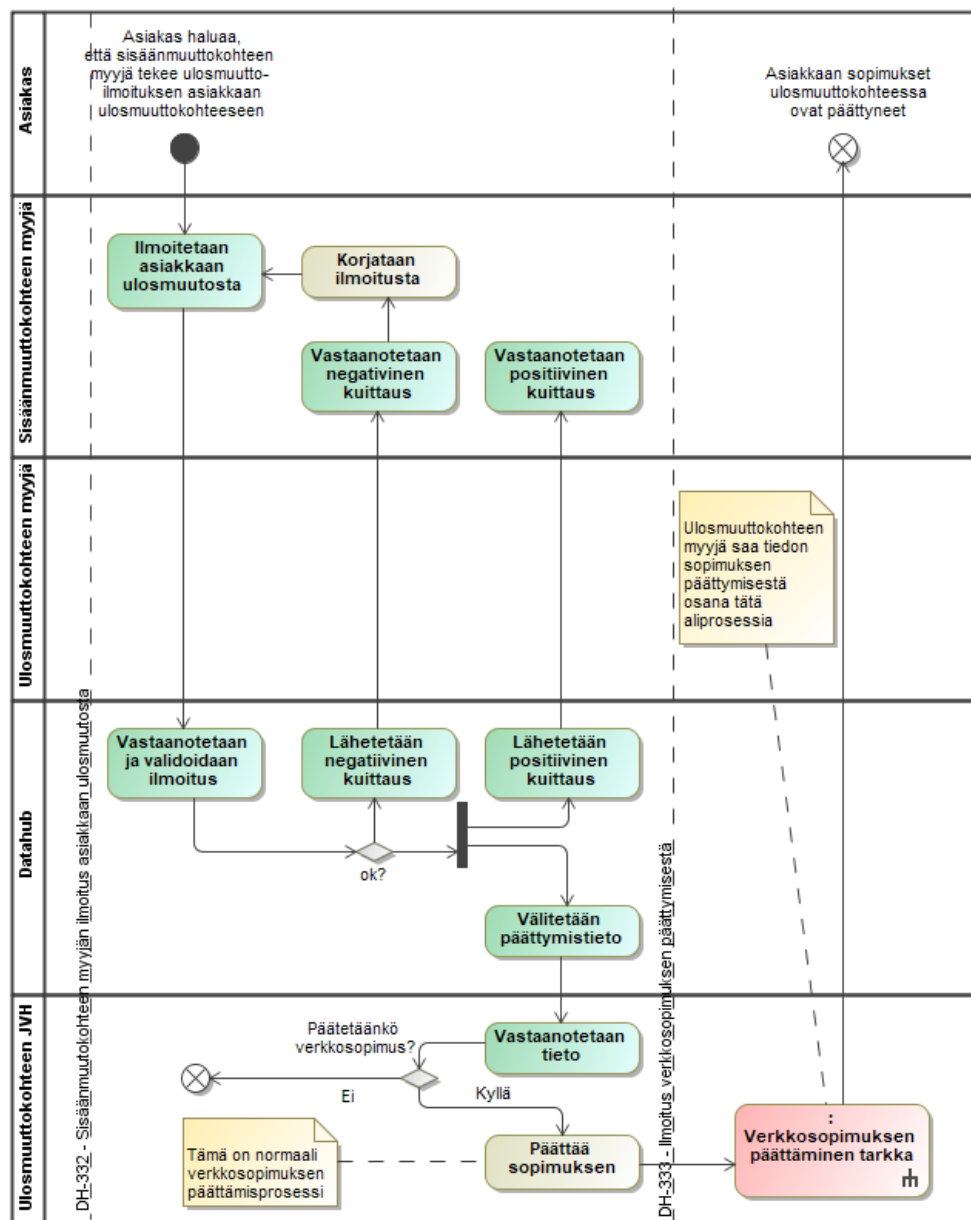 Asiakas
Asiakas haluaa,
että sisäänmuuttokohteen
myyjä tekee ulosmuutto-
ilmoituksen asiakkaan
ulosmuuttokohteeseen
Asiakkaan sopimukset
ulosmuuttokohteessa
ovat päättyneet
Sisäänmuuttokohteen myyjä
Ilmoitetaan
asiakkaan
ulosmuutosta
Korjataan
ilmoitusta
Vastaanotetaan
negativinen
kuittaus
Vastaanotetaan
positiivinen
kuittaus
Ulosmuuttokohteen myyjä
Ulosmuuttokohteen
myyjä saa tiedon
sopimuksen
päättymisestä
osana tätä
aliprosessia
Datahub
Vastaanotetaan
ja validoidaan
ilmoitus
Lähetetään
negatiivinen
kuittaus
Lähetetään
positiivinen
kuittaus
ok?
Välitetään
päättymistieto
DH-332 - Sisäänmuutokohteen myyjän ilmoitus asiakkaan ulosmuutosta
DH-333 - Ilmoitus verkkosopimuksen päättymisestä
Ulosmuuttokohteen JVH
Päätetäänkö
verkkosopimus?
Vastaanotetaan
tieto
Ei
Kyllä
Tämä on normaali
verkkosopimuksen
päättämisprosessi
Päättää
sopimuksen
:
Verkkosopimuksen
päättäminen tarkka